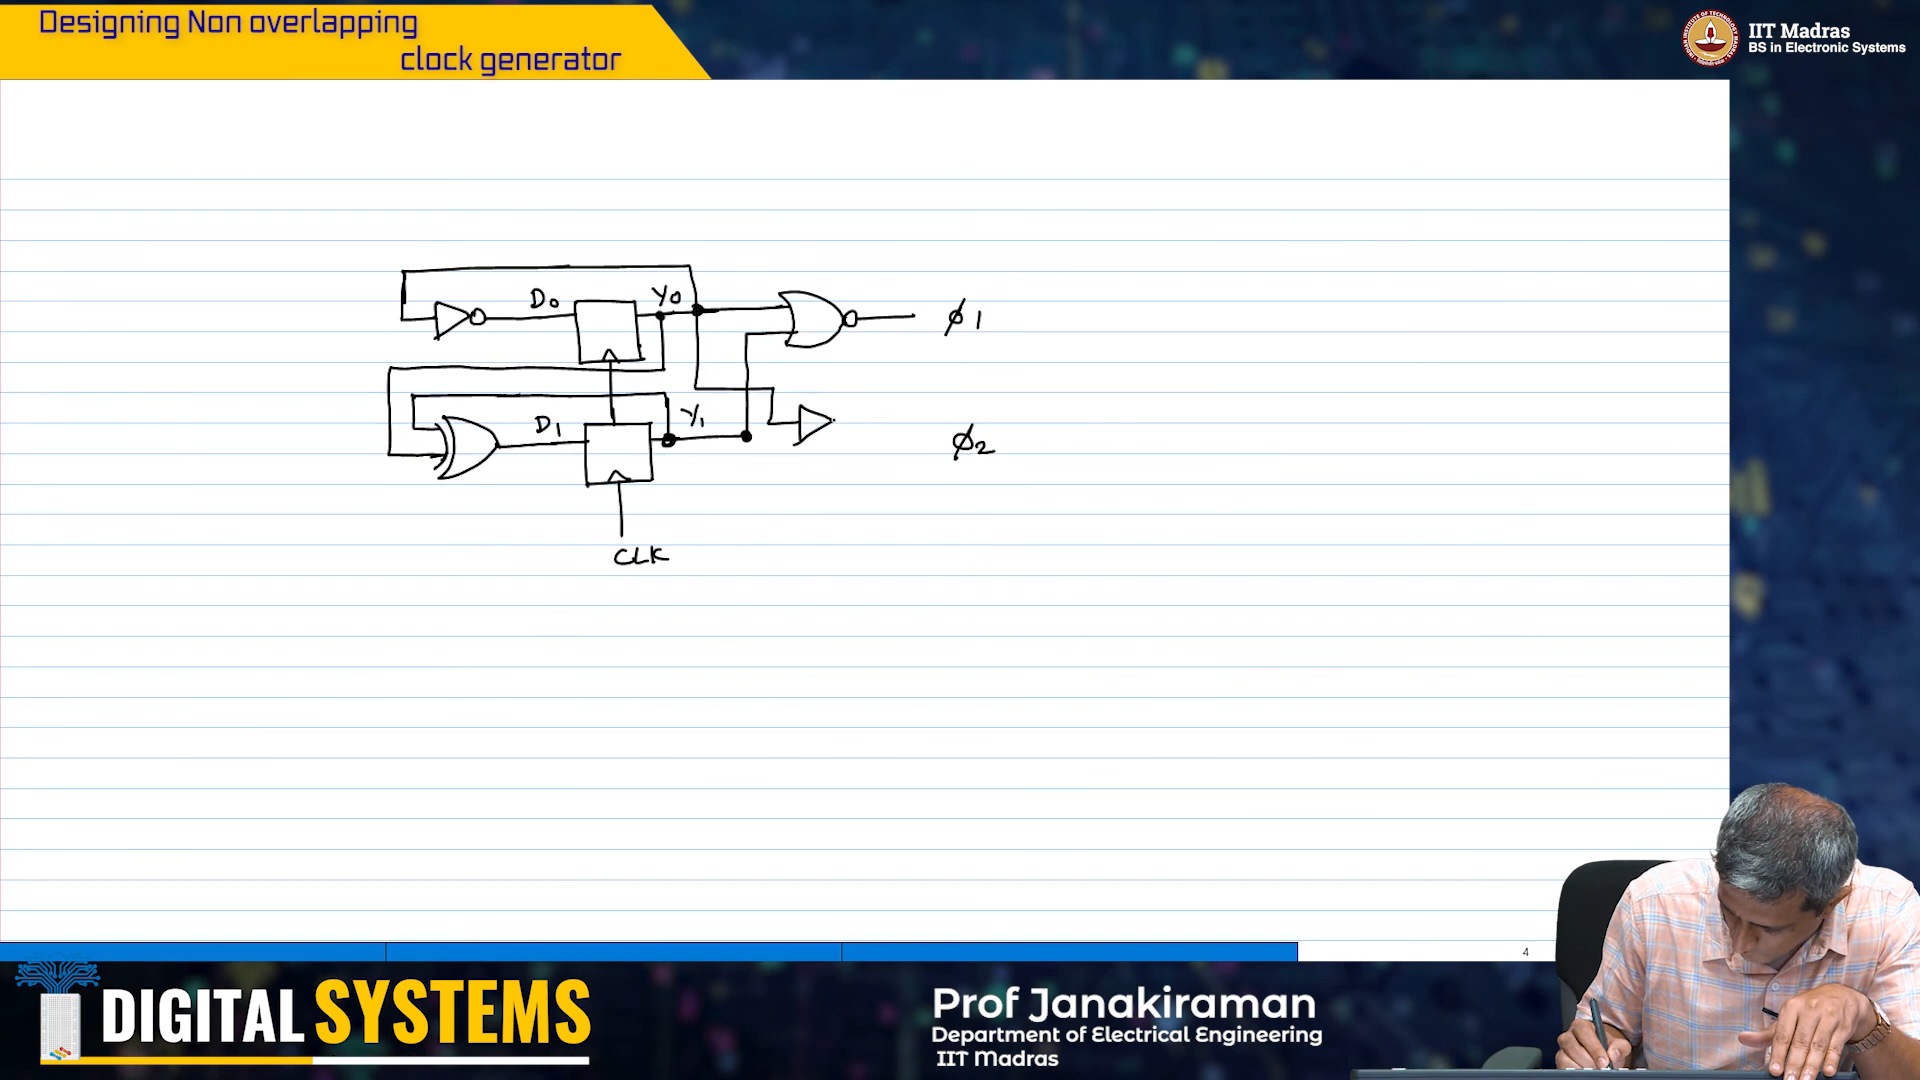 Designing Non overlapping
clock generator
IIT Madras
BS in Electronic Systems
D0
Y0
ϕ1
D1
Y1
ϕ2
CLK
4
DIGITAL SYSTEMS
Prof Janakiraman
Department of Electrical Engineering
IIT Madras